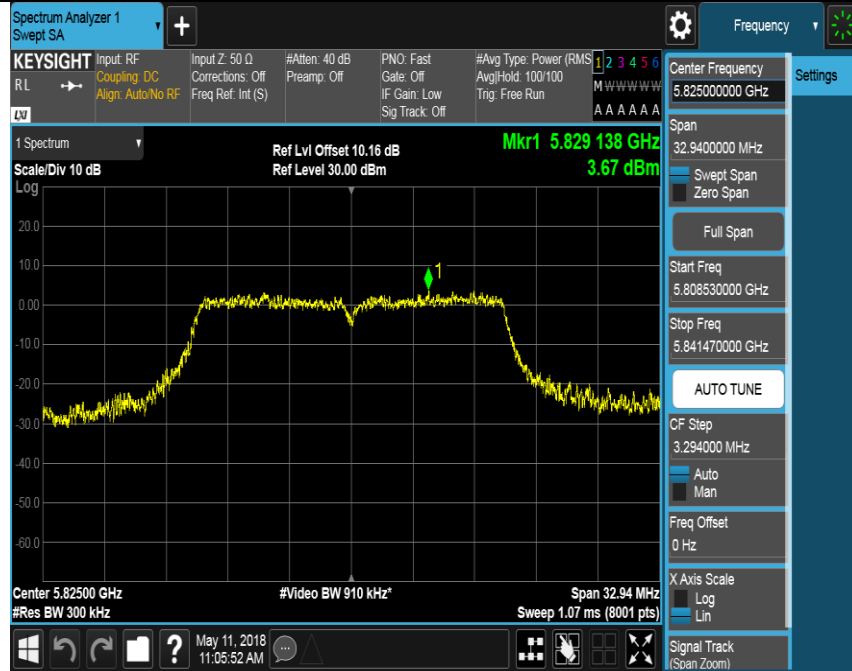 Spectrum Analyzer 1
Swept SA
+
Frequency
KEYSIGHT
RL
LXI
Input: RF
Coupling: DC
Align: Auto/No RF
Input Z: 50 Ω
Corrections: Off
Freq Ref: Int (S)
#Atten: 40 dB
Preamp: Off
PNO: Fast
Gate: Off
IF Gain: Low
Sig Track: Off
#Avg Type: Power (RMS
Avg|Hold: 100/100
Trig: Free Run
1 2 3 4 5 6
M W W W W W
A A A A A A
Center Frequency
5.825000000 GHz
Settings
Span
32.9400000 MHz
Swept Span
Zero Span
Full Span
Start Freq
5.808530000 GHz
Stop Freq
5.841470000 GHz
AUTO TUNE
CF Step
3.294000 MHz
Auto
Man
Freq Offset
0 Hz
X Axis Scale
Log
Lin
Signal Track
(Span Zoom)
1 Spectrum
Scale/Div 10 dB
Log
Ref Lvl Offset 10.16 dB
Ref Level 30.00 dBm
Mkr1 5.829 138 GHz
3.67 dBm
1
20.0
10.0
0.00
-10.0
-20.0
-30.0
-40.0
-50.0
-60.0
Center 5.82500 GHz
#Res BW 300 kHz
#Video BW 910 kHz*
Span 32.94 MHz
Sweep 1.07 ms (8001 pts)
?
May 11, 2018
11:05:52 AM